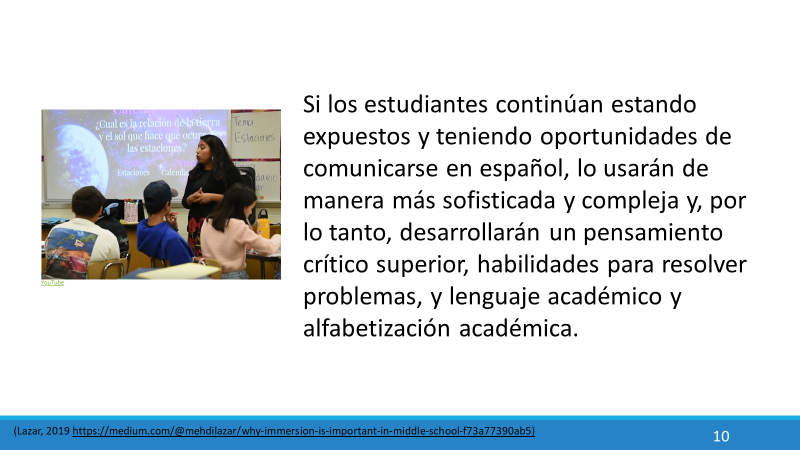 ¿Cual es la relación de la tierra
y el sol que hace que
las estaciones?
Estaciones
Tema
Estaciones
YouTube
Si los estudiantes continúan estando
expuestos y teniendo oportunidades de
comunicarse en español, lo usarán de
manera más sofisticada y compleja y, por
lo tanto, desarrollarán un pensamiento
crítico superior, habilidades para resolver
problemas, y lenguaje académico y
alfabetización académica.
(Lazar, 2019 https://medium.com/@mehdilazar/why-immersion-is-important-in-middle-school-f73a77390ab5)
10